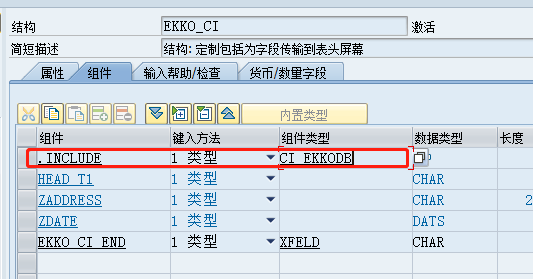 结构 EKKO_CI 激活
简短描述 结构: 定制包括为字段传输到表头屏幕
属性 组件 输入帮助/检查 货币/数量字段
内置类型
组件 键入方法 组件类型 数据类型 长度
.INCLUDE 1 类型 CI_EKKODB
HEAD_T1 1 类型 CHAR
ZADDRESS 1 类型 CHAR 2
ZDATE 1 类型 DATS
EKKO_CI_END 1 类型 XFELD CHAR